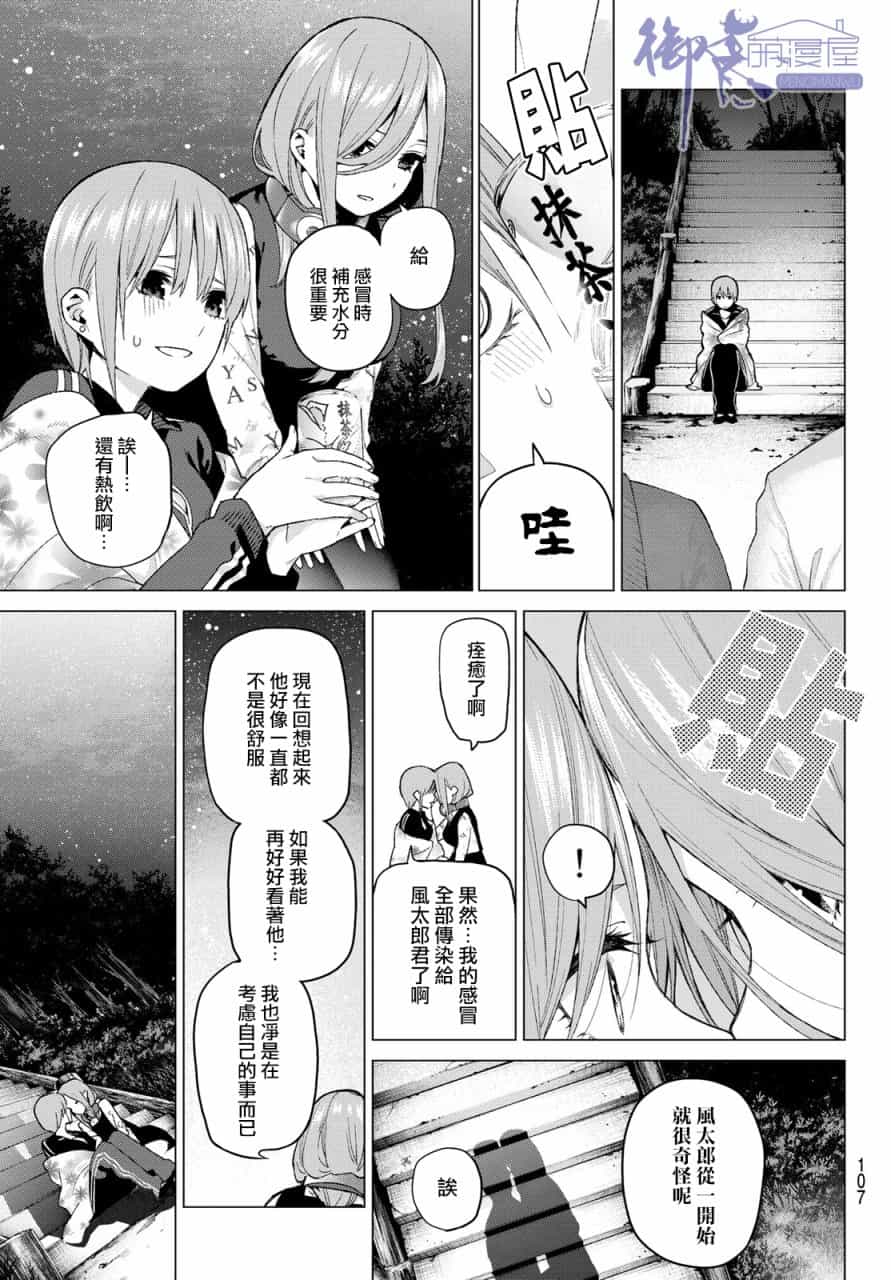 御萌漫屋
MENGMANWU
貼
抹茶
哇
給
感冒時
補充水分
很重要
YAS
M
抹茶
誒──…
還有熱飲啊…
貼
！
痊癒了啊
果然…我的感冒
全部傳染給
風太郎君了啊
風太郎從一開始
就很奇怪呢
誒
現在回想起來
他好像一直都
不是很舒服
如果我能
再好好看著他…
我也凈是在
考慮自己的事而已
107